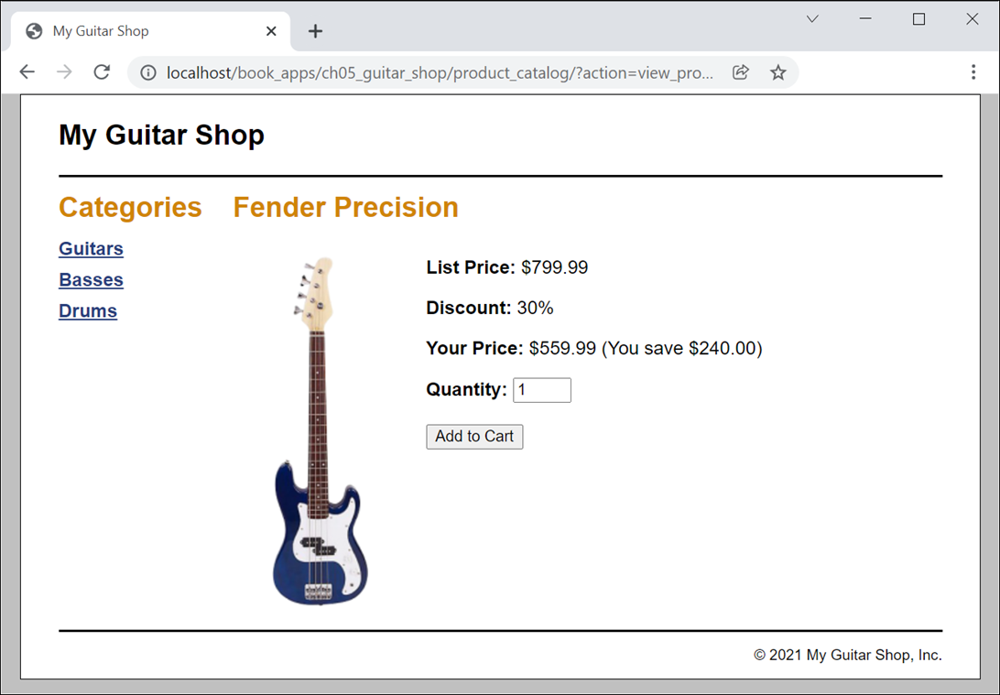 My Guitar Shop
localhost/book_apps/ch05_guitar_shop/product_catalog/?action=view_pro...
My Guitar Shop
Categories
Guitars
Basses
Drums
Fender Precision
List Price: $799.99
Discount: 30%
Your Price: $559.99 (You save $240.00)
Quantity: 1
Add to Cart
© 2021 My Guitar Shop, Inc.